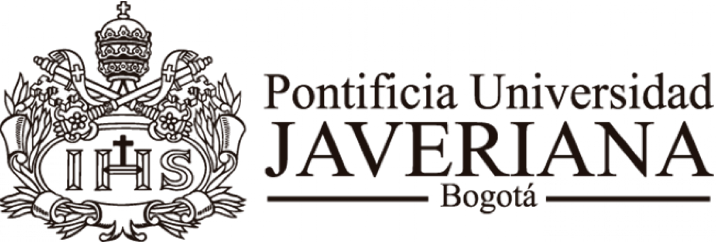 IHS
Pontificia Universidad
JAVERIANA
Bogotá